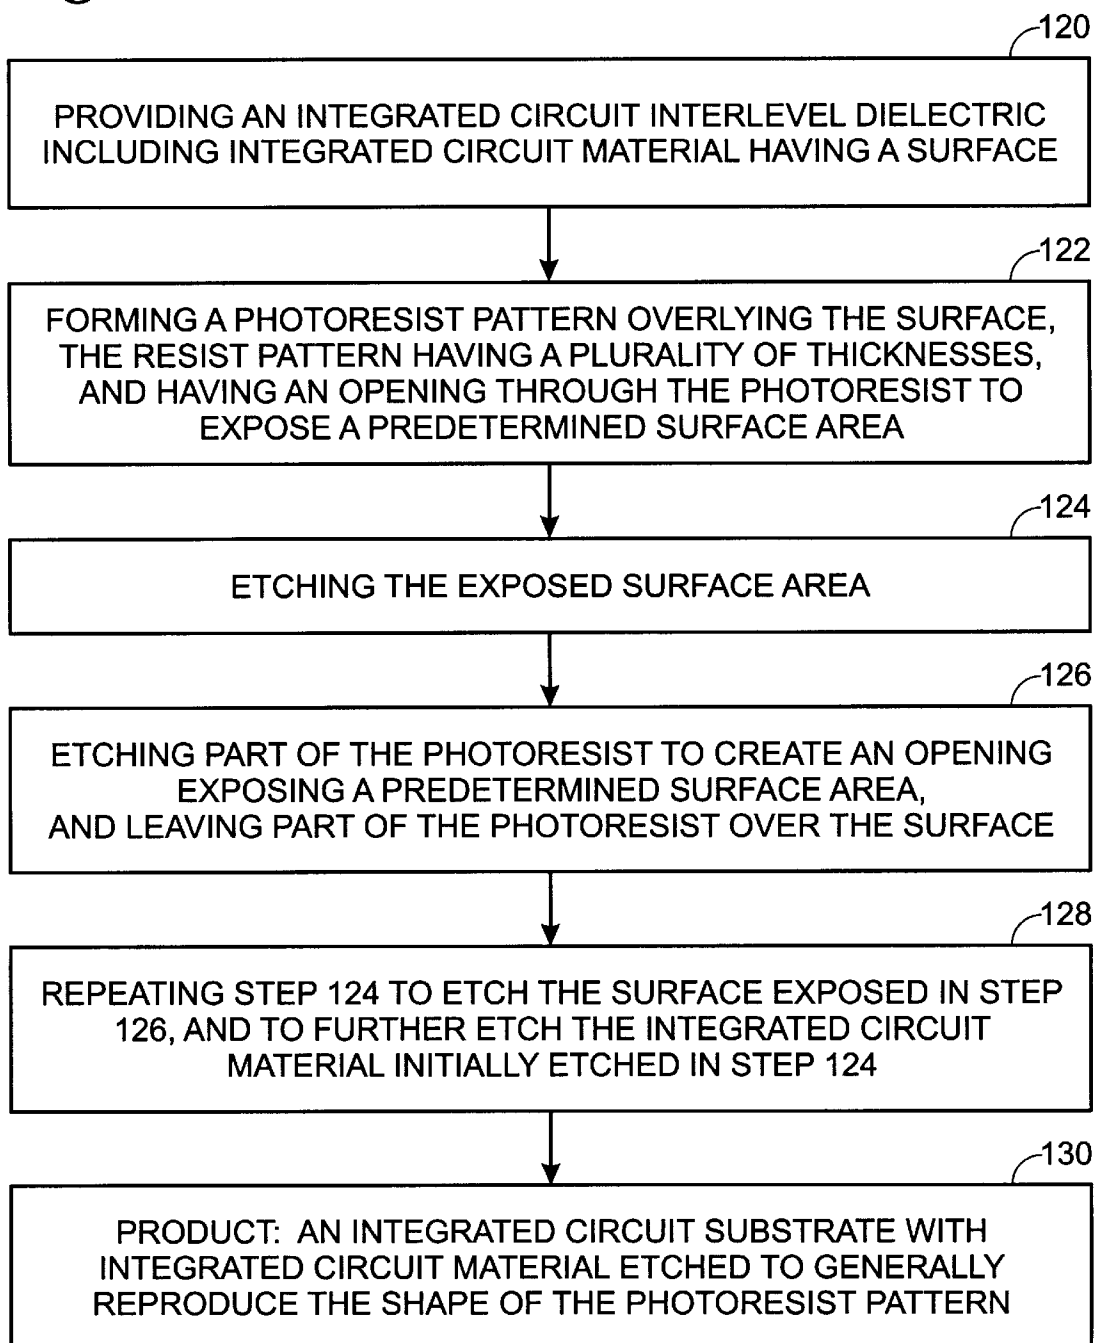 120
PROVIDING AN INTEGRATED CIRCUIT INTERLEVEL DIELECTRIC
INCLUDING INTEGRATED CIRCUIT MATERIAL HAVING A SURFACE
122
FORMING A PHOTORESIST PATTERN OVERLYING THE SURFACE,
THE RESIST PATTERN HAVING A PLURALITY OF THICKNESSES,
AND HAVING AN OPENING THROUGH THE PHOTORESIST TO
EXPOSE A PREDETERMINED SURFACE AREA
124
ETCHING THE EXPOSED SURFACE AREA
126
ETCHING PART OF THE PHOTORESIST TO CREATE AN OPENING
EXPOSING A PREDETERMINED SURFACE AREA,
AND LEAVING PART OF THE PHOTORESIST OVER THE SURFACE
128
REPEATING STEP 124 TO ETCH THE SURFACE EXPOSED IN STEP
126, AND TO FURTHER ETCH THE INTEGRATED CIRCUIT
MATERIAL INITIALLY ETCHED IN STEP 124
130
PRODUCT: AN INTEGRATED CIRCUIT SUBSTRATE WITH
INTEGRATED CIRCUIT MATERIAL ETCHED TO GENERALLY
REPRODUCE THE SHAPE OF THE PHOTORESIST PATTERN